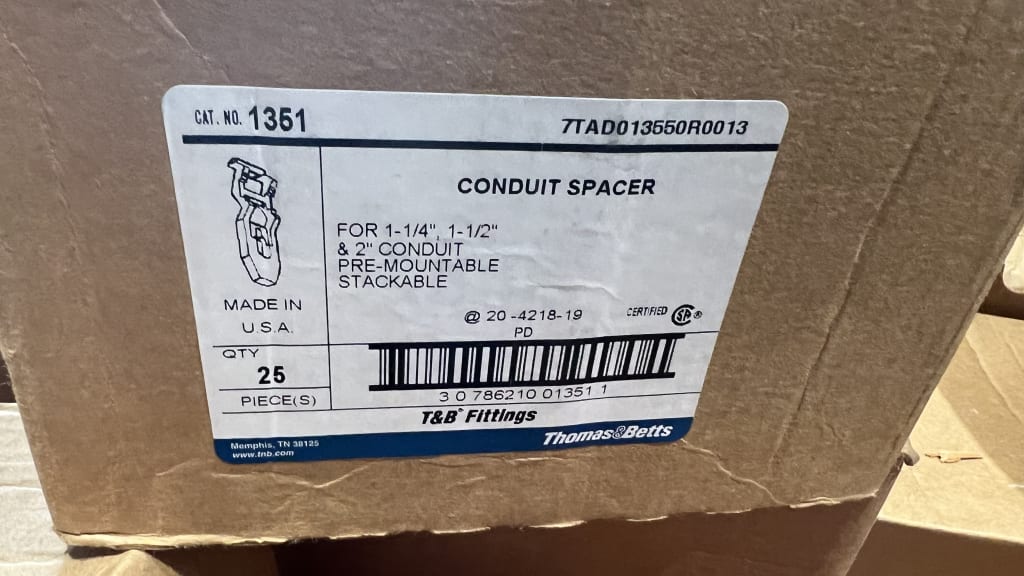 CAT. NO. 1351
7TAD013550R0013
CONDUIT SPACER
FOR 1-1/4", 1-1/2"
& 2" CONDUIT
PRE-MOUNTABLE
STACKABLE
MADE IN
U.S.A.
@ 20-4218-19
PD
CERTIFIED SA ®
QTY
25
PIECE(S)
3 0 786210 01351 1
T&B® Fittings
Memphis, TN 38125
www.tnb.com
Thomas&Betts